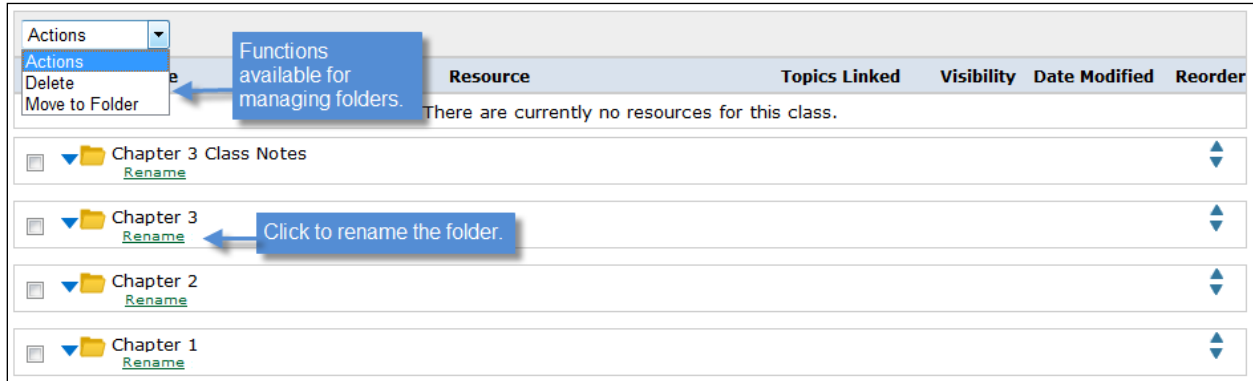 Actions
Actions
Delete
Move to Folder
Functions
available for
managing folders.
Resource Topics Linked Visibility Date Modified Reorder
There are currently no resources for this class.
Chapter 3 Class Notes
Rename
Chapter 3
Rename
Click to rename the folder.
Chapter 2
Rename
Chapter 1
Rename